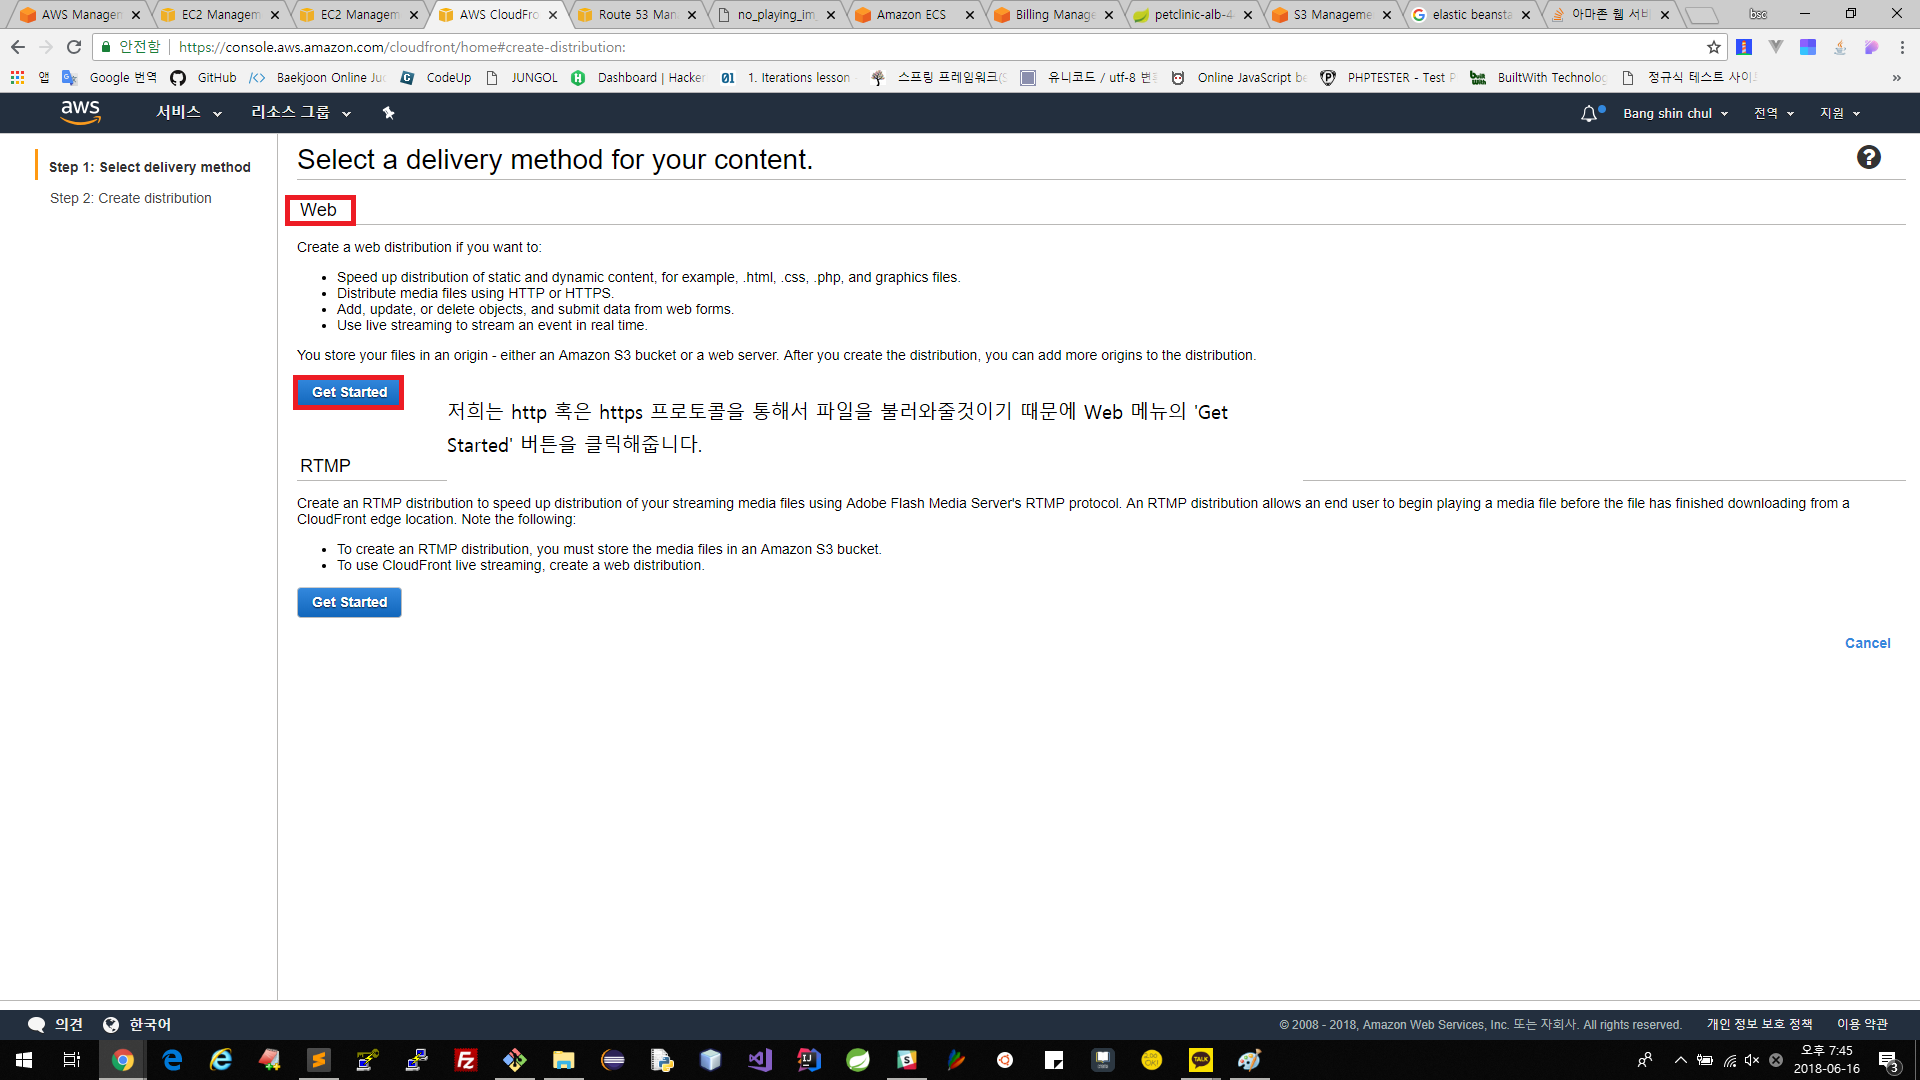 AWS Managem
EC2 Managem
EC2 Managem
AWS CloudFro
Route 53 Man
no_playing_im
Amazon ECS
Billing Manage
petclinic-alb-4
S3 Manageme
elastic beansta
아마존 웹 서비
bsc
안전함
https://console.aws.amazon.com/cloudfront/home#create-distribution:
앱
Google 번역
GitHub
Baekjoon Online Ju
CodeUp
JUNGOL
Dashboard | Hacker
1. Iterations lesson
스프링 프레임워크(S
유니코드 / utf-8 변
Online JavaScript be
PHPTESTER - Test P
BuiltWith Technolog
정규식 테스트 사이
»
aws
서비스
리소스 그룹
Bang shin chul
전역
지원
Step 1: Select delivery method
Step 2: Create distribution
Select a delivery method for your content.
Web
Create a web distribution if you want to:
• Speed up distribution of static and dynamic content, for example, .html, .css, .php, and graphics files.
• Distribute media files using HTTP or HTTPS.
• Add, update, or delete objects, and submit data from web forms.
• Use live streaming to stream an event in real time.
You store your files in an origin - either an Amazon S3 bucket or a web server. After you create the distribution, you can add more origins to the distribution.
Get Started
저희는 http 혹은 https 프로토콜을 통해서 파일을 불러와줄것이기 때문에 Web 메뉴의 'Get
Started' 버튼을 클릭해줍니다.
RTMP
Create an RTMP distribution to speed up distribution of your streaming media files using Adobe Flash Media Server's RTMP protocol. An RTMP distribution allows an end user to begin playing a media file before the file has finished downloading from a
CloudFront edge location. Note the following:
• To create an RTMP distribution, you must store the media files in an Amazon S3 bucket.
• To use CloudFront live streaming, create a web distribution.
Get Started
Cancel
의견
한국어
© 2008 - 2018, Amazon Web Services, Inc. 또는 자회사. All rights reserved.
개인 정보 보호 정책
이용 약관
오후 7:45
2018-06-16
3